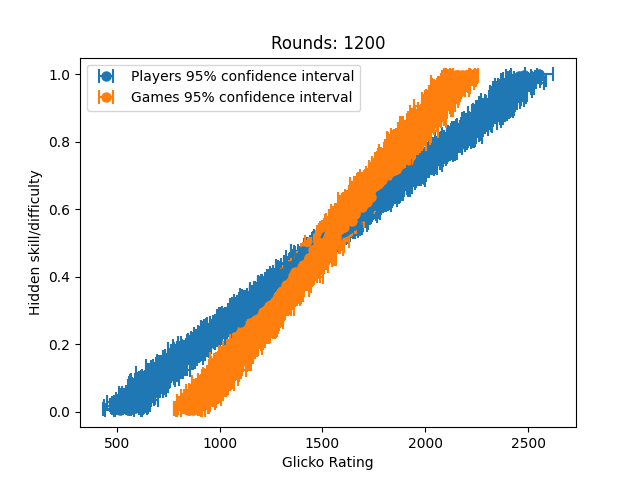 Rounds: 1200
Players 95% confidence interval
Games 95% confidence interval
Hidden skill/difficulty
1.0
0.8
0.6
0.4
0.2
0.0
500
1000
1500
2000
2500
Glicko Rating